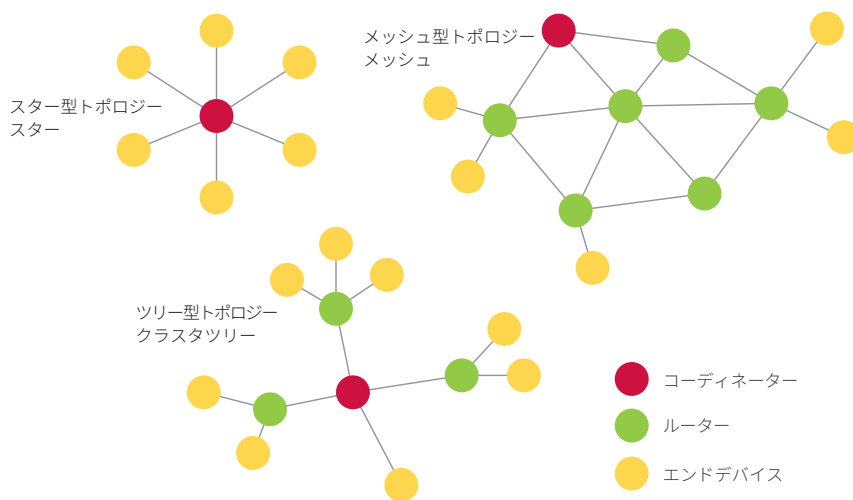 スター型トポロジー
スター
メッシュ型トポロジー
メッシュ
ツリー型トポロジー
クラスタツリー
コーディネーター
ルーター
エンドデバイス